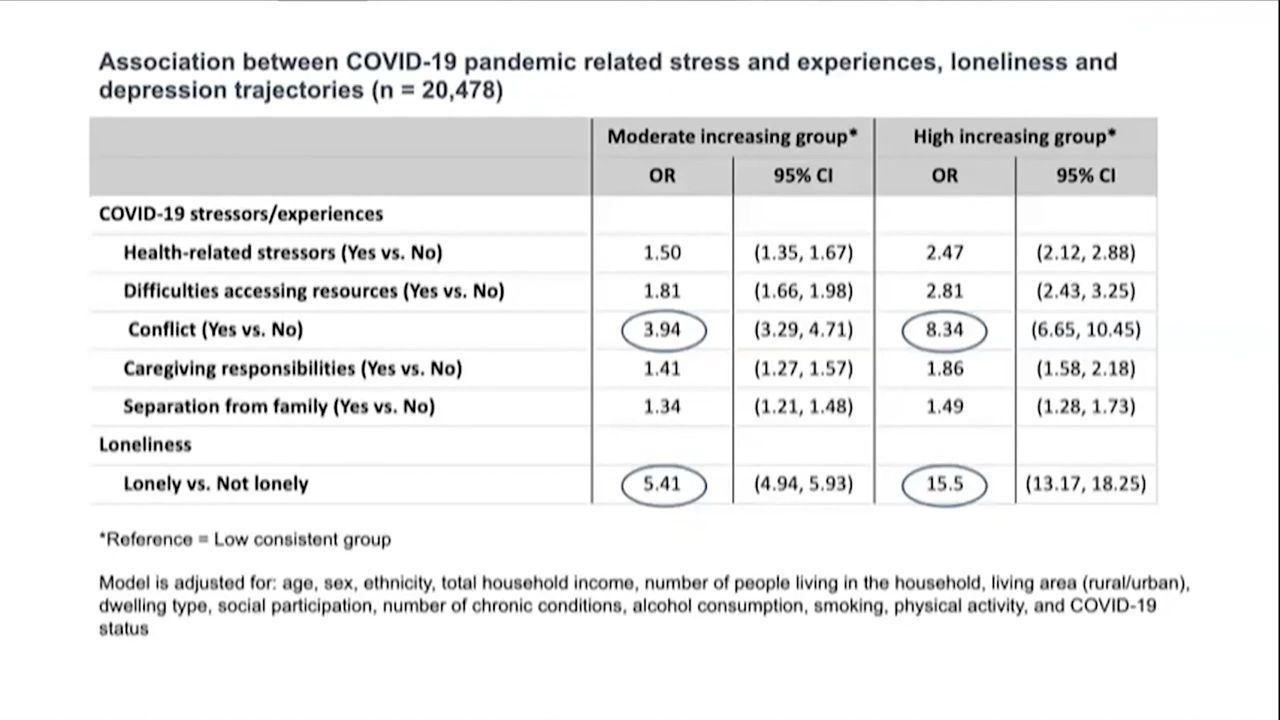 Association between COVID-19 pandemic related stress and experiences, loneliness and
depression trajectories (n = 20,478)
Moderate increasing group* High increasing group*
OR 95% CI OR 95% CI
COVID-19 stressors/experiences
Health-related stressors (Yes vs. No) 1.50 (1.35, 1.67) 2.47 (2.12, 2.88)
Difficulties accessing resources (Yes vs. No) 1.81 (1.66, 1.98) 2.81 (2.43, 3.25)
Conflict (Yes vs. No) 3.94 (3.29, 4.71) 8.34 (6.65, 10.45)
Caregiving responsibilities (Yes vs. No) 1.41 (1.27, 1.57) 1.86 (1.58, 2.18)
Separation from family (Yes vs. No) 1.34 (1.21, 1.48) 1.49 (1.28, 1.73)
Loneliness
Lonely vs. Not lonely 5.41 (4.94, 5.93) 15.5 (13.17, 18.25)
*Reference = Low consistent group
Model is adjusted for: age, sex, ethnicity, total household income, number of people living in the household, living area (rural/urban),
dwelling type, social participation, number of chronic conditions, alcohol consumption, smoking, physical activity, and COVID-19
status